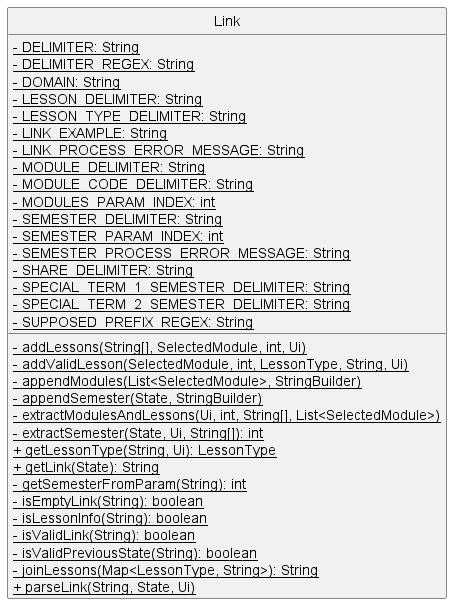 Link
- DELIMITER: String
- DELIMITER_REGEX: String
- DOMAIN: String
- LESSON_DELIMITER: String
- LESSON_TYPE_DELIMITER: String
- LINK_EXAMPLE: String
- LINK_PROCESS_ERROR_MESSAGE: String
- MODULE_DELIMITER: String
- MODULE_CODE_DELIMITER: String
- MODULES_PARAM_INDEX: int
- SEMESTER_DELIMITER: String
- SEMESTER_PARAM_INDEX: int
- SEMESTER_PROCESS_ERROR_MESSAGE: String
- SHARE_DELIMITER: String
- SPECIAL_TERM_1_SEMESTER_DELIMITER: String
- SPECIAL_TERM_2_SEMESTER_DELIMITER: String
- SUPPOSED_PREFIX_REGEX: String
- addLessons(String[], SelectedModule, int, Ui)
- addValidLesson(SelectedModule, int, LessonType, String, Ui)
- appendModules(List<SelectedModule>, StringBuilder)
- appendSemester(State, StringBuilder)
- extractModulesAndLessons(Ui, int, String[], List<SelectedModule>)
- extractSemester(State, Ui, String[]): int
+ getLessonType(String, Ui): LessonType
+ getLink(State): String
- getSemesterFromParam(String): int
- isEmptyLink(String): boolean
- isLessonInfo(String): boolean
- isValidLink(String): boolean
- isValidPreviousState(String): boolean
- joinLessons(Map<LessonType, String>): String
+ parseLink(String, State, Ui)